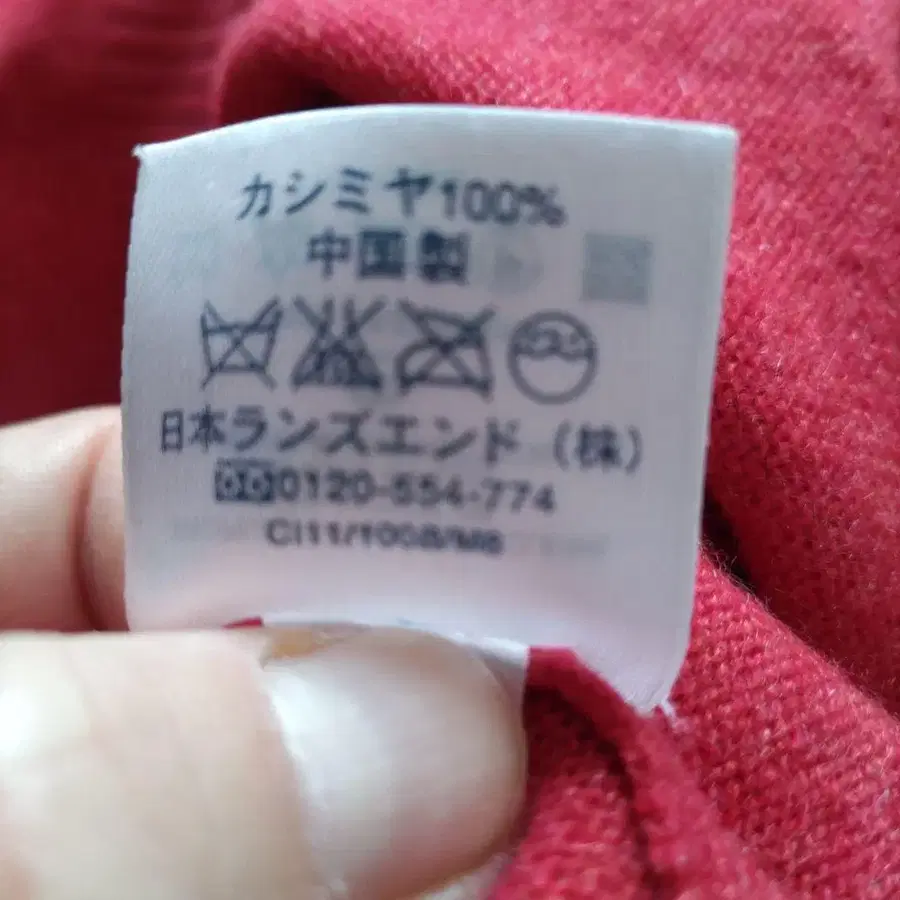 カシミヤ100%
中国製
日本ランズエンド（株）
0120-554-774